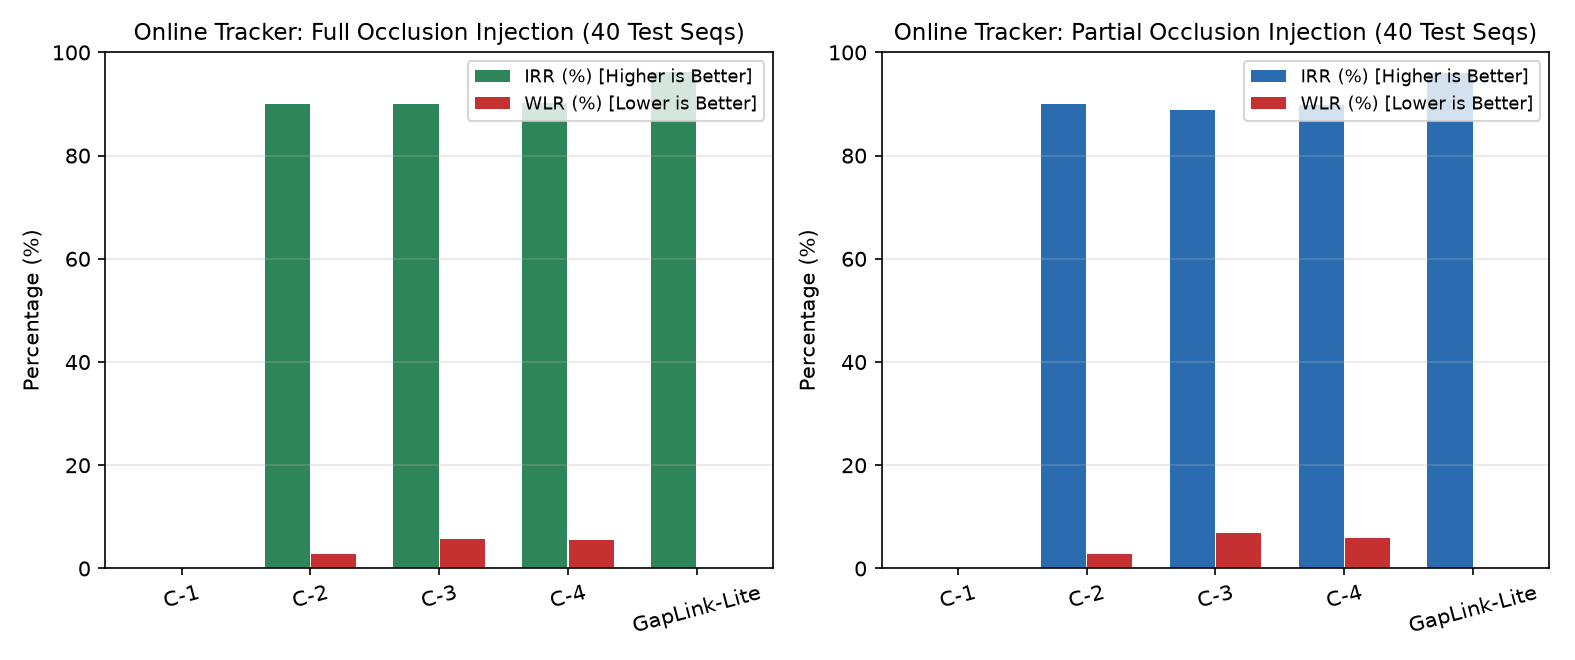 Online Tracker: Full Occlusion Injection (40 Test Seqs)
IRR (%) [Higher is Better]
WLR (%) [Lower is Better]
Percentage (%)
100
80
60
40
20
0
C-1
C-2
C-3
C-4
GapLink-Lite
Online Tracker: Partial Occlusion Injection (40 Test Seqs)
IRR (%) [Higher is Better]
WLR (%) [Lower is Better]
Percentage (%)
100
80
60
40
20
0
C-1
C-2
C-3
C-4
GapLink-Lite